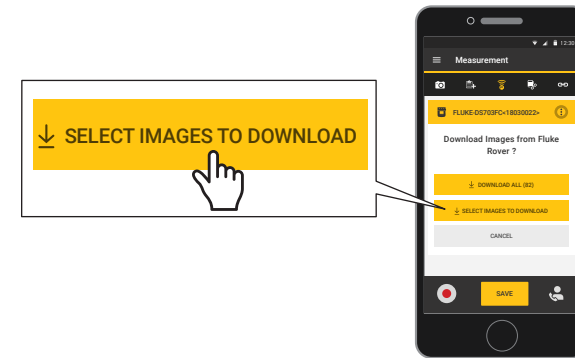 SELECT IMAGES TO DOWNLOAD
12:30
Measurement
FLUKE-DS703FC<18030022>
Download Images from Fluke
Rover ?
DOWNLOAD ALL (82)
SELECT IMAGES TO DOWNLOAD
CANCEL
SAVE